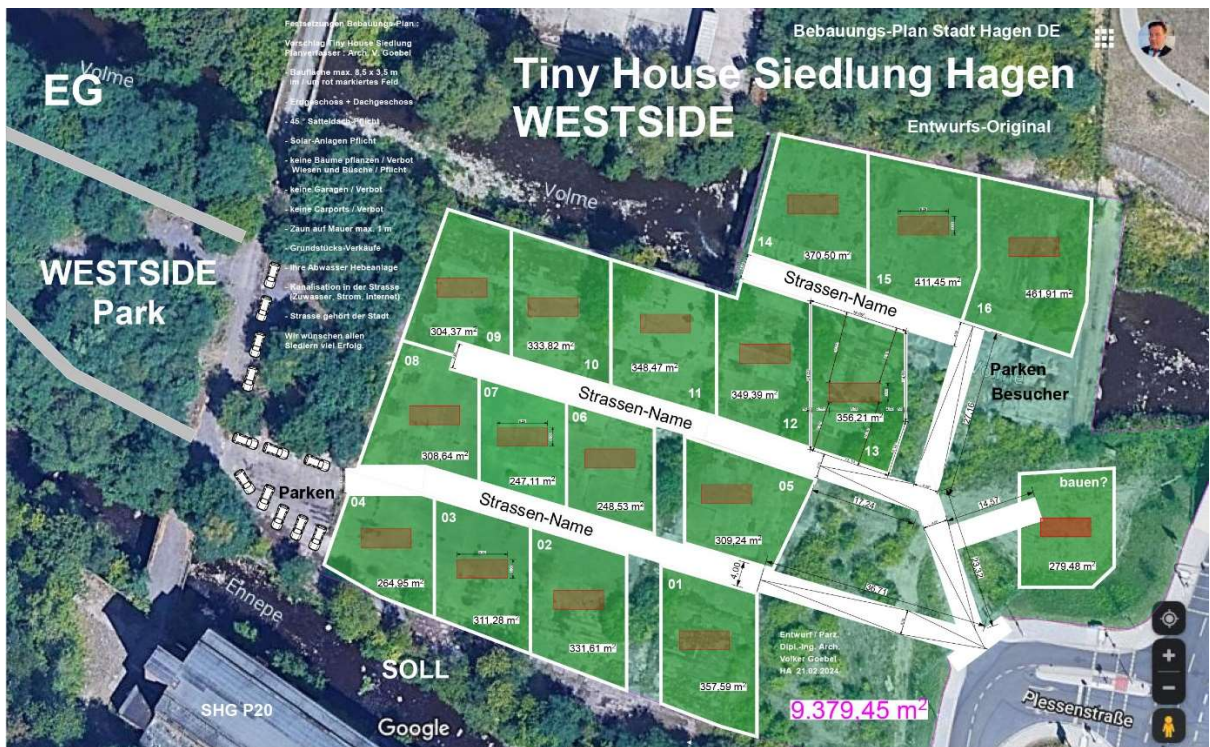 Festsetzungen Bebauungs-Plan :
Vorschlag Tiny House Siedlung
Planverfasser : Arch. V. Goebel
- Baufläche max. 8,5 x 3,5 m
im / um rot markiertes Feld
- Erdgeschoss + Dachgeschoss
- 45 ° Satteldach-Pflicht
- Solar-Anlagen Pflicht
- keine Bäume pflanzen / Verbot
Wiesen und Büsche / Pflicht
- keine Garagen / Verbot
- keine Carports / Verbot
- Zaun auf Mauer max. 1 m
- Grundstücks-Verkäufe
- Ihre Abwasser Hebeanlage
- Kanalisation in der Strasse
(Zuwasser, Strom, Internet)
- Strasse gehört der Stadt
Wir wünschen allen
Siedlern viel Erfolg.
Bebauungs-Plan Stadt Hagen DE
Tiny House Siedlung Hagen
WESTSIDE
Entwurfs-Original
EG
Volme
Volme
WESTSIDE
Park
14
370,50 m²
15
411,45 m²
16
461,91 m²
Strassen-Name
304,37 m²
09
333,82 m²
10
348,47 m²
11
349,39 m²
12
356,21 m²
13
Parken
Besucher
27,16
Strassen-Name
08
308,64 m²
07
247,11 m²
06
248,53 m²
05
309,24 m²
17,24
14,57
bauen?
279,48 m²
23,32
Parken
Strassen-Name
04
264,95 m²
03
311,28 m²
02
331,61 m²
01
357,59 m²
4,00
36,71
Entwurf / Parz.
Dipl.-Ing. Arch.
Volker Goebel
HA 21.02.2024
9.379,45 m²
Ehnepe
SOLL
SHG P20
Google
Plessenstraße